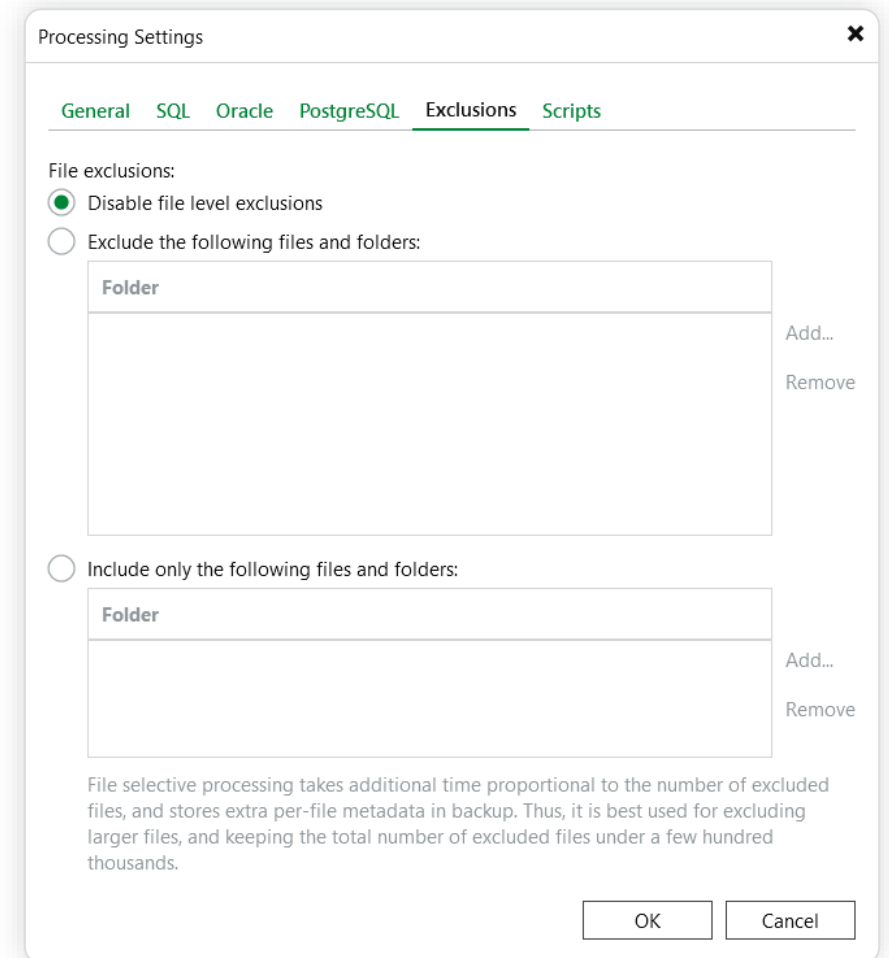 Processing Settings
General SQL Oracle PostgreSQL Exclusions Scripts
File exclusions:
Disable file level exclusions
Exclude the following files and folders:
Folder
Add...
Remove
Include only the following files and folders:
Folder
Add...
Remove
File selective processing takes additional time proportional to the number of excluded
files, and stores extra per-file metadata in backup. Thus, it is best used for excluding
larger files, and keeping the total number of excluded files under a few hundred
thousands.
OK Cancel